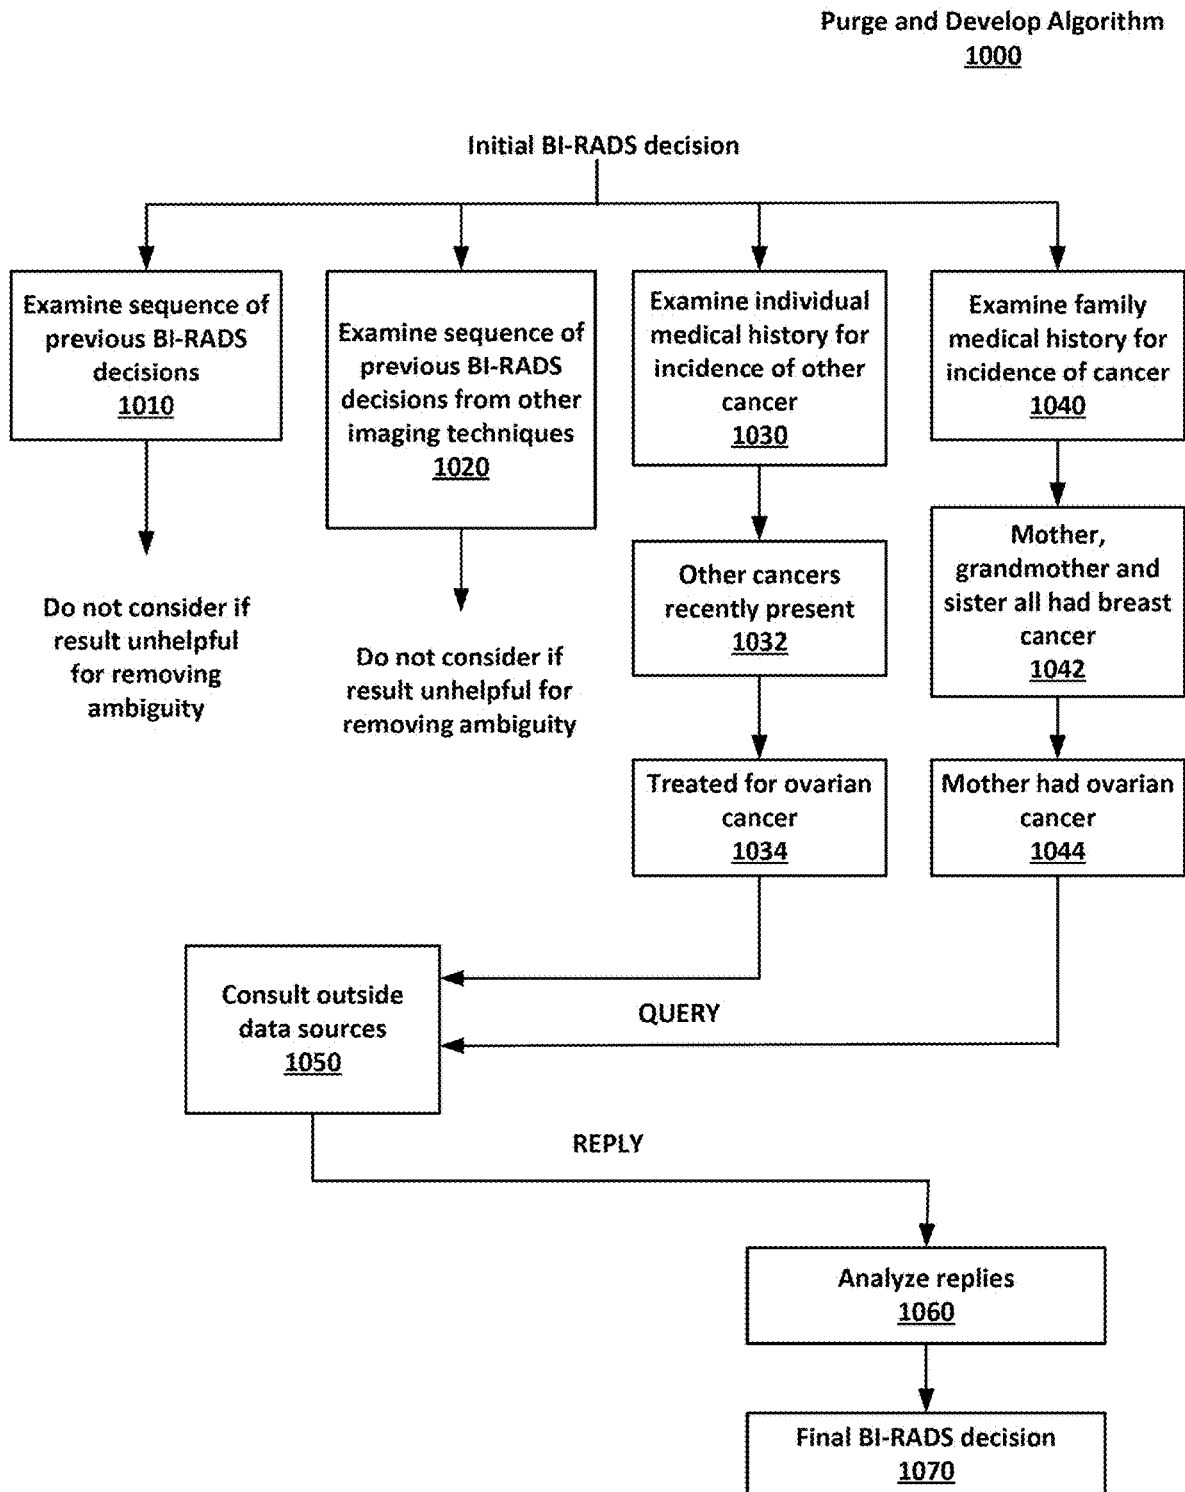 Purge and Develop Algorithm
1000
Initial BI-RADS decision
Examine sequence of
previous BI-RADS
decisions
1010
Examine sequence of
previous BI-RADS
decisions from other
imaging techniques
1020
Examine individual
medical history for
incidence of other
cancer
1030
Examine family
medical history for
incidence of cancer
1040
Do not consider if
result unhelpful
for removing
ambiguity
Do not consider if
result unhelpful for
removing ambiguity
Other cancers
recently present
1032
Mother,
grandmother and
sister all had breast
cancer
1042
Treated for ovarian
cancer
1034
Mother had ovarian
cancer
1044
Consult outside
data sources
1050
QUERY
REPLY
Analyze replies
1060
Final BI-RADS decision
1070